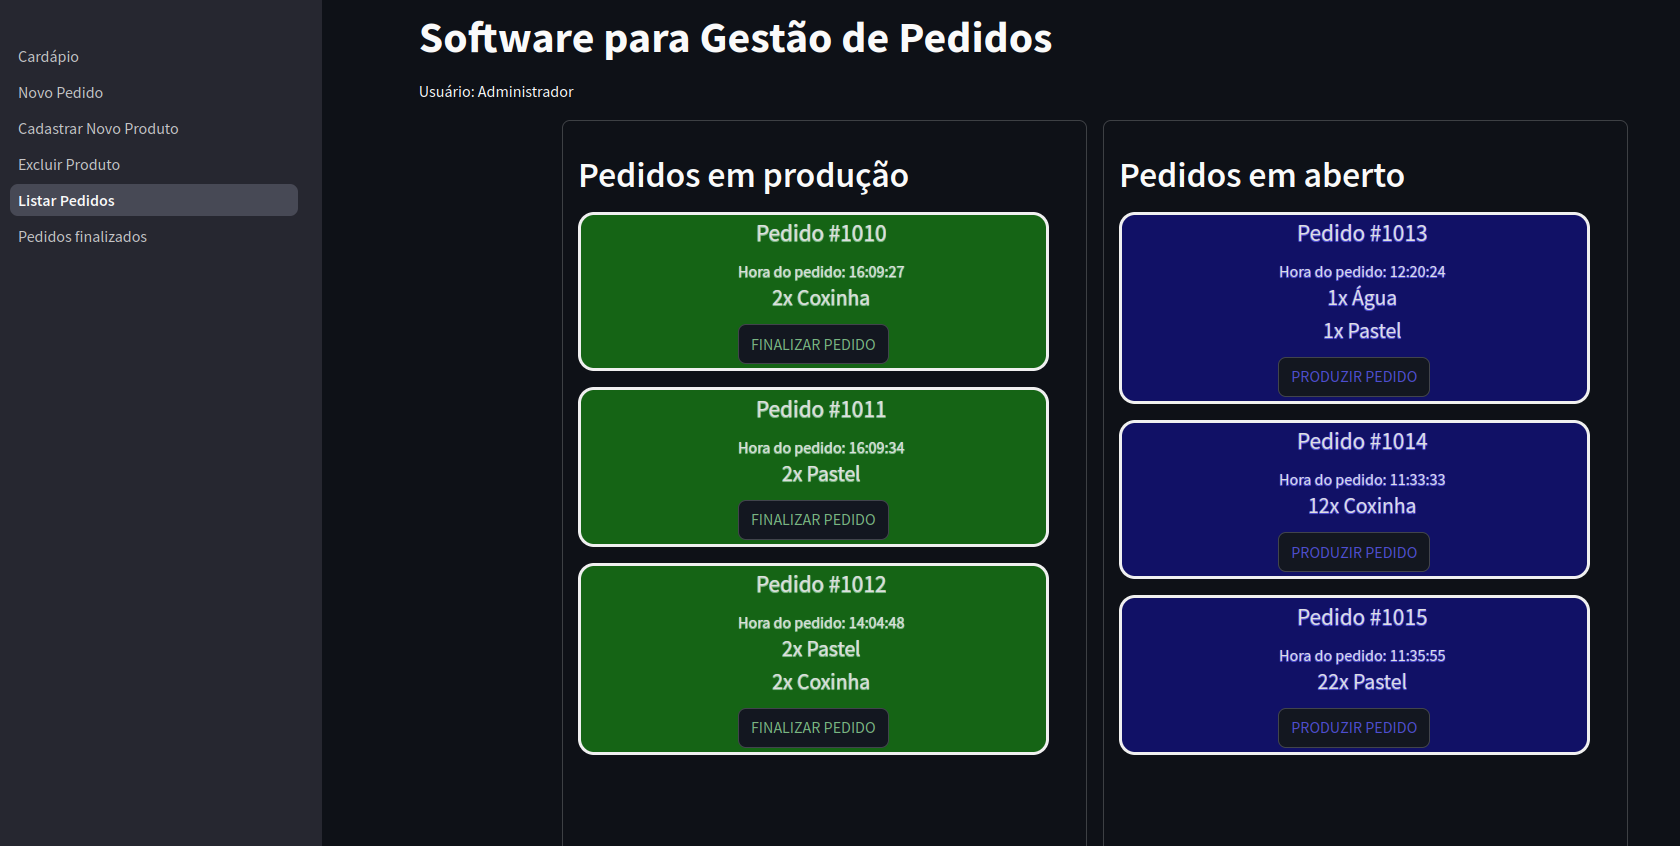 Cardápio
Novo Pedido
Cadastrar Novo Produto
Excluir Produto
Listar Pedidos
Pedidos finalizados
Software para Gestão de Pedidos
Usuário: Administrador
Pedidos em produção
Pedido #1010
Hora do pedido: 16:09:27
2x Coxinha
FINALIZAR PEDIDO
Pedido #1011
Hora do pedido: 16:09:34
2x Pastel
FINALIZAR PEDIDO
Pedido #1012
Hora do pedido: 14:04:48
2x Pastel
2x Coxinha
FINALIZAR PEDIDO
Pedidos em aberto
Pedido #1013
Hora do pedido: 12:20:24
1x Água
1x Pastel
PRODUZIR PEDIDO
Pedido #1014
Hora do pedido: 11:33:33
12x Coxinha
PRODUZIR PEDIDO
Pedido #1015
Hora do pedido: 11:35:55
22x Pastel
PRODUZIR PEDIDO